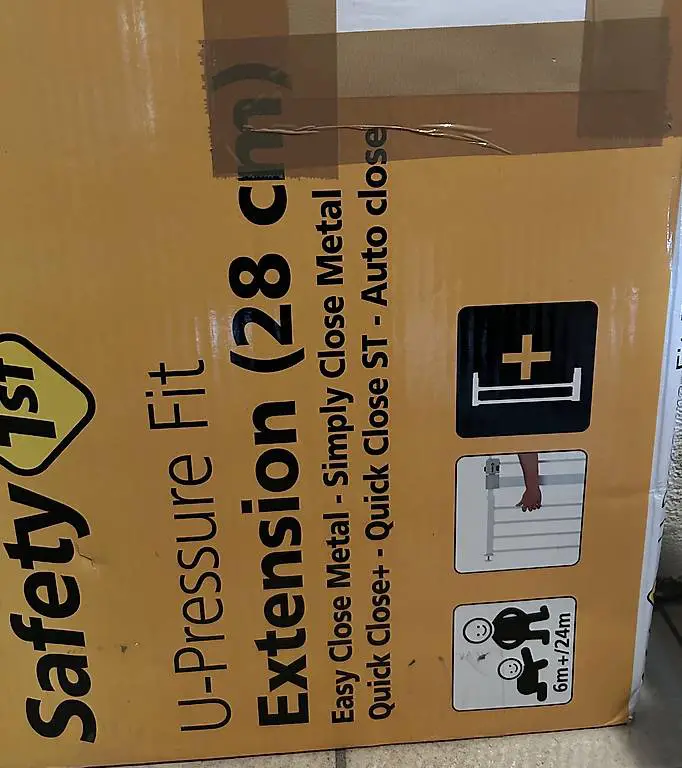 Safety 1st
U-Pressure Fit
Extension (28 cm)
Easy Close Metal - Simply Close Metal
Quick Close+ - Quick Close ST - Auto close
6m+/24m